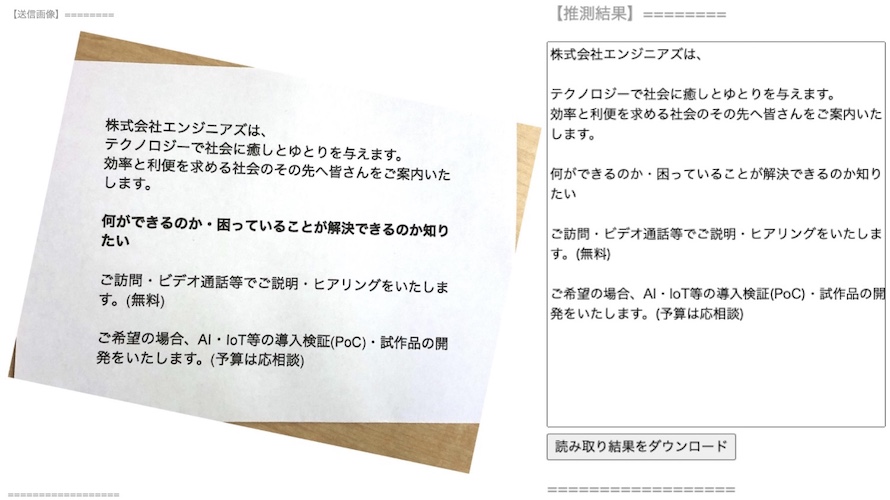 【送信画像】========
株式会社エンジニアズは、
テクノロジーで社会に癒しとゆとりを与えます。
効率と利便を求める社会のその先へ皆さんをご案内いた
します。
何ができるのか・困っていることが解決できるのか知り
たい
ご訪問・ビデオ通話等でご説明・ヒアリングをいたしま
す。(無料)
ご希望の場合、AI・IoT等の導入検証(PoC)・試作品の開
発をいたします。(予算は応相談)
==================
【推測結果】========
株式会社エンジニアズは、
テクノロジーで社会に癒しとゆとりを与えます。
効率と利便を求める社会のその先へ皆さんをご案内いた
します。
何ができるのか・困っていることが解決できるのか知り
たい
ご訪問・ビデオ通話等でご説明・ヒアリングをいたしま
す。(無料)
ご希望の場合、AI・IoT等の導入検証(PoC)・試作品の開
発をいたします。(予算は応相談)
読み取り結果をダウンロード
==================